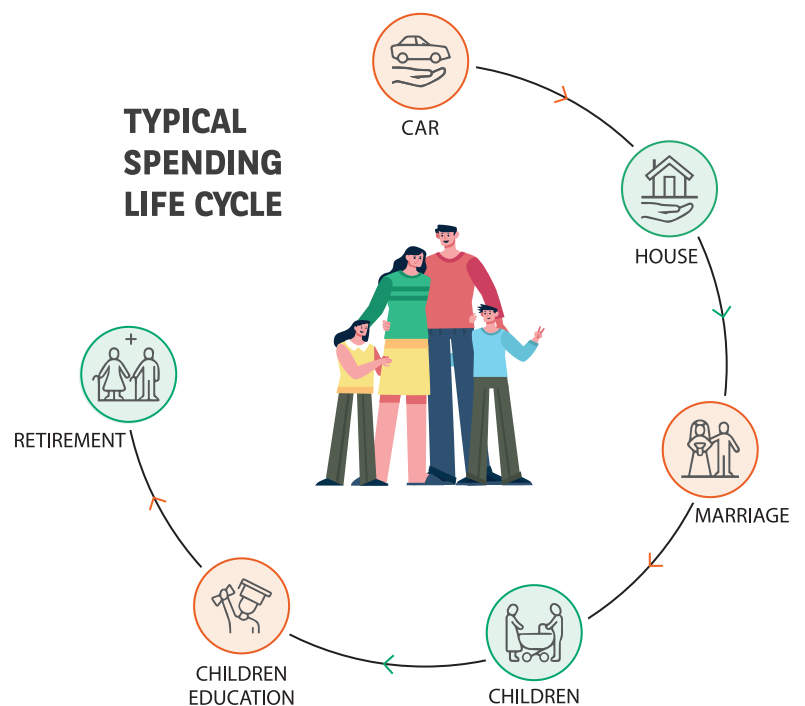 TYPICAL
SPENDING
LIFE CYCLE
CAR
HOUSE
MARRIAGE
CHILDREN
CHILDREN
EDUCATION
RETIREMENT